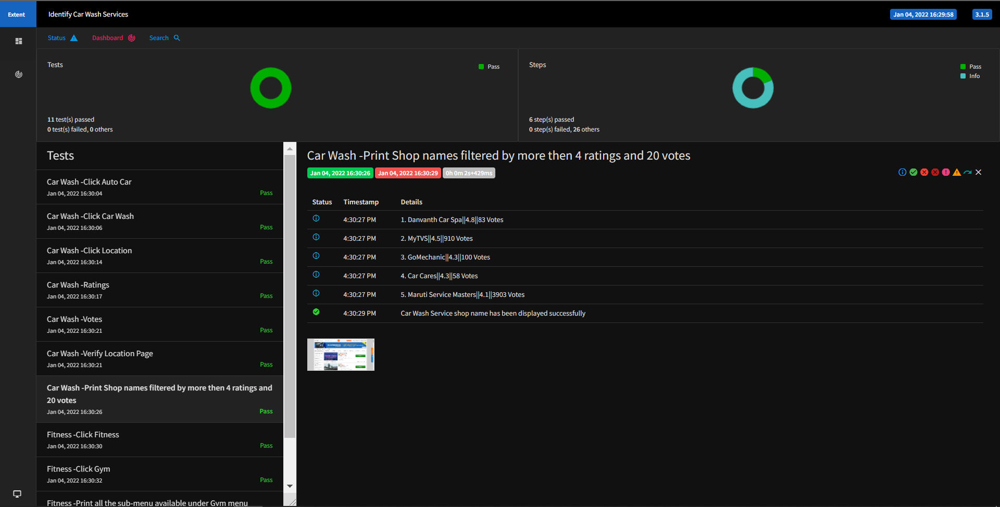 Extent
Identify Car Wash Services
Jan 04, 2022 16:29:58
3.1.5
Status
Dashboard
Search
Tests
Pass
11 test(s) passed
0 test(s) failed, 0 others
Steps
Pass
Info
6 step(s) passed
0 step(s) failed, 26 others
Tests
Car Wash -Click Auto Car
Jan 04, 2022 16:30:04
Pass
Car Wash -Click Car Wash
Jan 04, 2022 16:30:06
Pass
Car Wash -Click Location
Jan 04, 2022 16:30:14
Pass
Car Wash -Ratings
Jan 04, 2022 16:30:17
Pass
Car Wash -Votes
Jan 04, 2022 16:30:21
Pass
Car Wash -Verify Location Page
Jan 04, 2022 16:30:21
Pass
Car Wash -Print Shop names filtered by more then 4 ratings and
20 votes
Jan 04, 2022 16:30:26
Pass
Fitness -Click Fitness
Jan 04, 2022 16:30:30
Pass
Fitness -Click Gym
Jan 04, 2022 16:30:32
Pass
Fitness -Print all the sub-menu available under Gym menu
Car Wash -Print Shop names filtered by more then 4 ratings and 20 votes
Jan 04, 2022 16:30:26 Jan 04, 2022 16:30:29 0h 0m 2s+429ms
Status Timestamp Details
4:30:27 PM 1. Danvanth Car Spa||4.8||83 Votes
4:30:27 PM 2. MyTVS||4.5||910 Votes
4:30:27 PM 3. GoMechanic||4.3||100 Votes
4:30:27 PM 4. Car Cares||4.3||58 Votes
4:30:27 PM 5. Maruti Service Masters||4.1||3903 Votes
4:30:29 PM Car Wash Service shop name has been displayed successfully